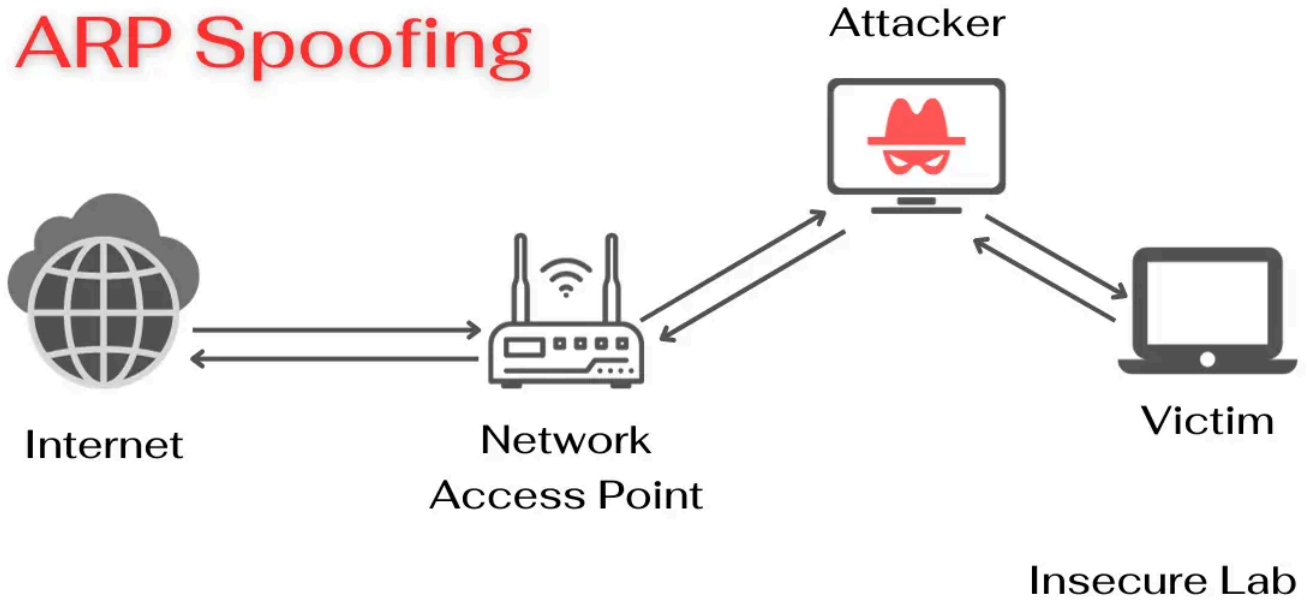 ARP Spoofing
Attacker
Internet
Network
Access Point
Victim
Insecure Lab